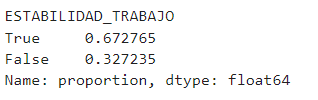 ESTABILIDAD_TRABAJO
True     0.672765
False    0.327235
Name: proportion, dtype: float64